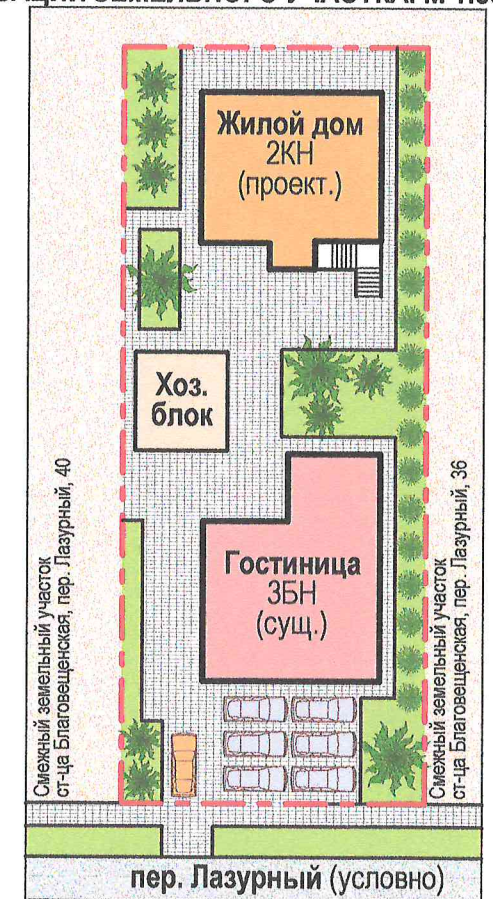 Жилой дом
2КН
(проект.)
Хоз.
блок
Гостиница
3БН
(сущ.)
Смежный земельный участок
ст-ца Благовещенская, пер. Лазурный, 40
Смежный земельный участок
ст-ца Благовещенская, пер. Лазурный, 36
пер. Лазурный (условно)